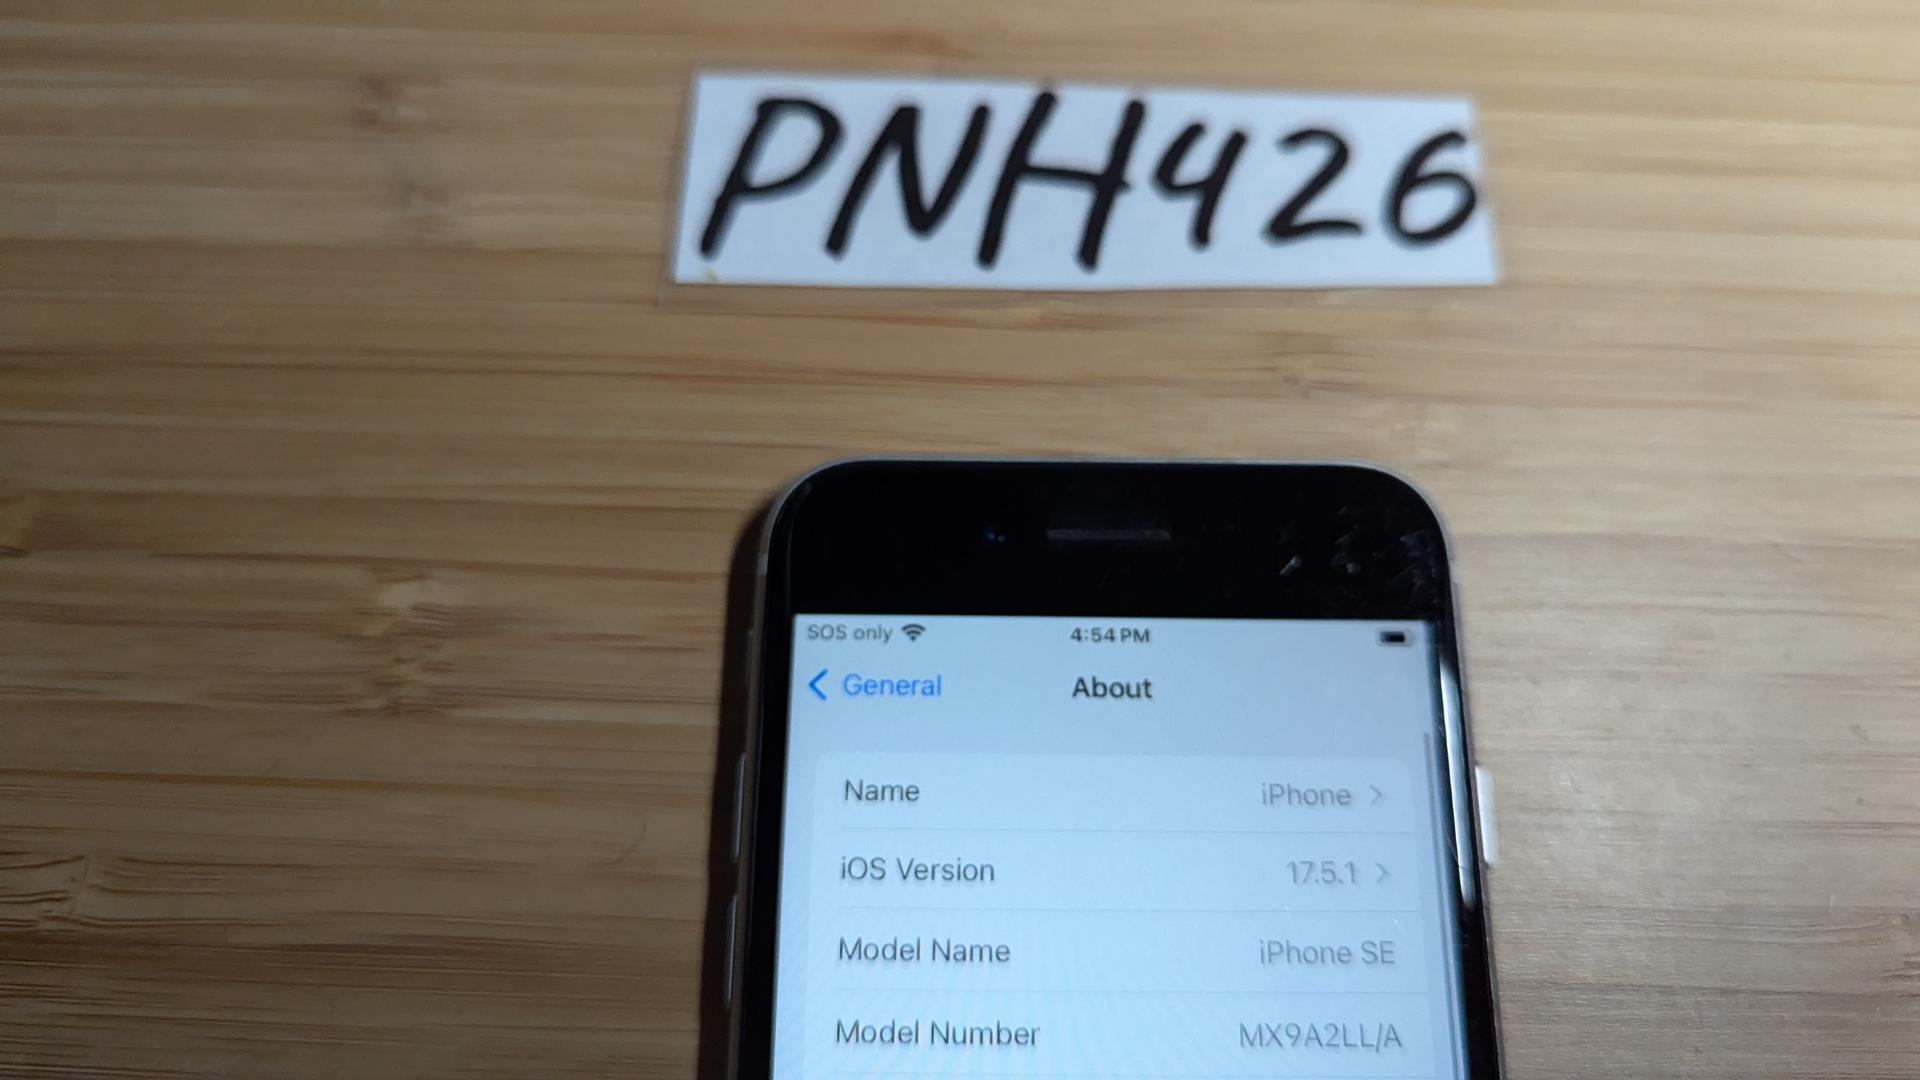 PNH426
SOS only 4:54 PM
General About
Name iPhone
iOS Version 17.5.1
Model Name iPhone SE
Model Number MX9A2LL/A